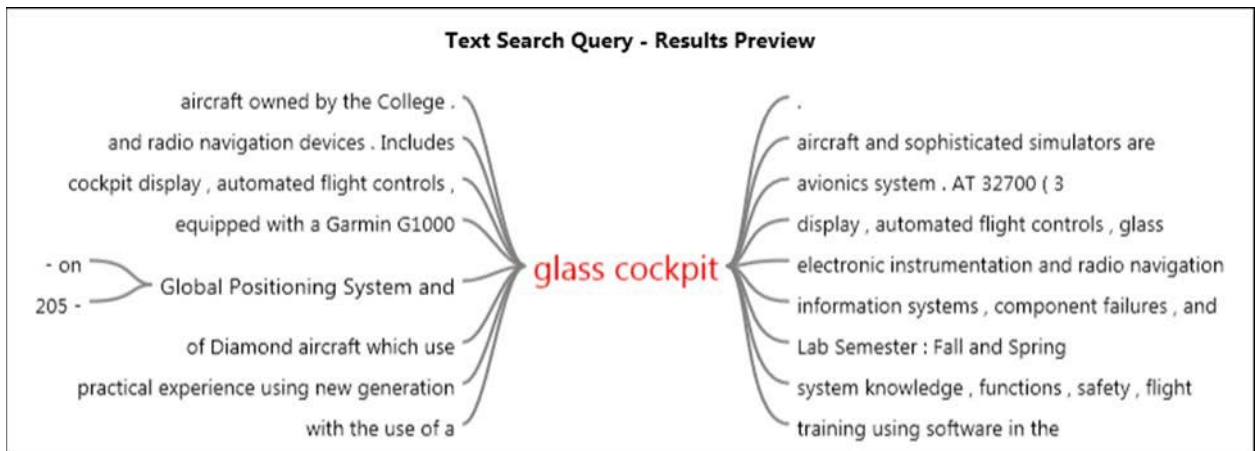 Text Search Query - Results Preview
aircraft owned by the College .
and radio navigation devices . Includes
cockpit display , automated flight controls ,
equipped with a Garmin G1000
- on
205 -
Global Positioning System and
of Diamond aircraft which use
practical experience using new generation
with the use of a
glass cockpit
.
aircraft and sophisticated simulators are
avionics system . AT 32700 ( 3
display , automated flight controls , glass
electronic instrumentation and radio navigation
information systems , component failures , and
Lab Semester : Fall and Spring
system knowledge , functions , safety , flight
training using software in the